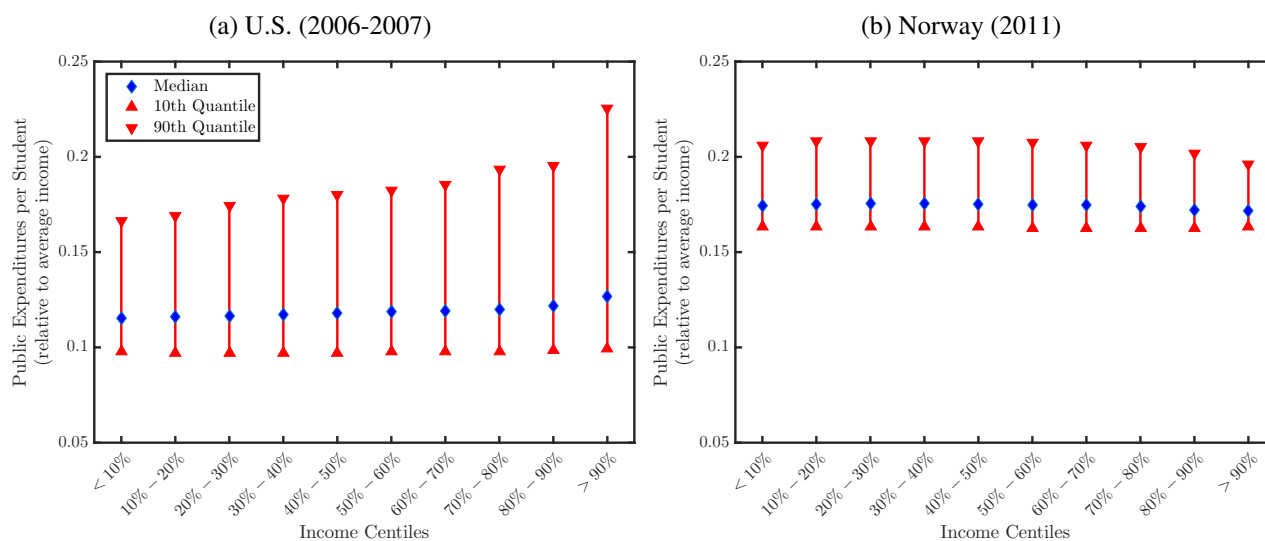 (a) U.S. (2006-2007)
Public Expenditures per Student
(relative to average income)
0.25
0.2
0.15
0.1
0.05
Median
10th Quantile
90th Quantile
< 10%
10% − 20%
20% − 30%
30% − 40%
40% − 50%
50% − 60%
60% − 70%
70% − 80%
80% − 90%
> 90%
Income Centiles
(b) Norway (2011)
Public Expenditures per Student
(relative to average income)
0.25
0.2
0.15
0.1
0.05
< 10%
10% − 20%
20% − 30%
30% − 40%
40% − 50%
50% − 60%
60% − 70%
70% − 80%
80% − 90%
> 90%
Income Centiles